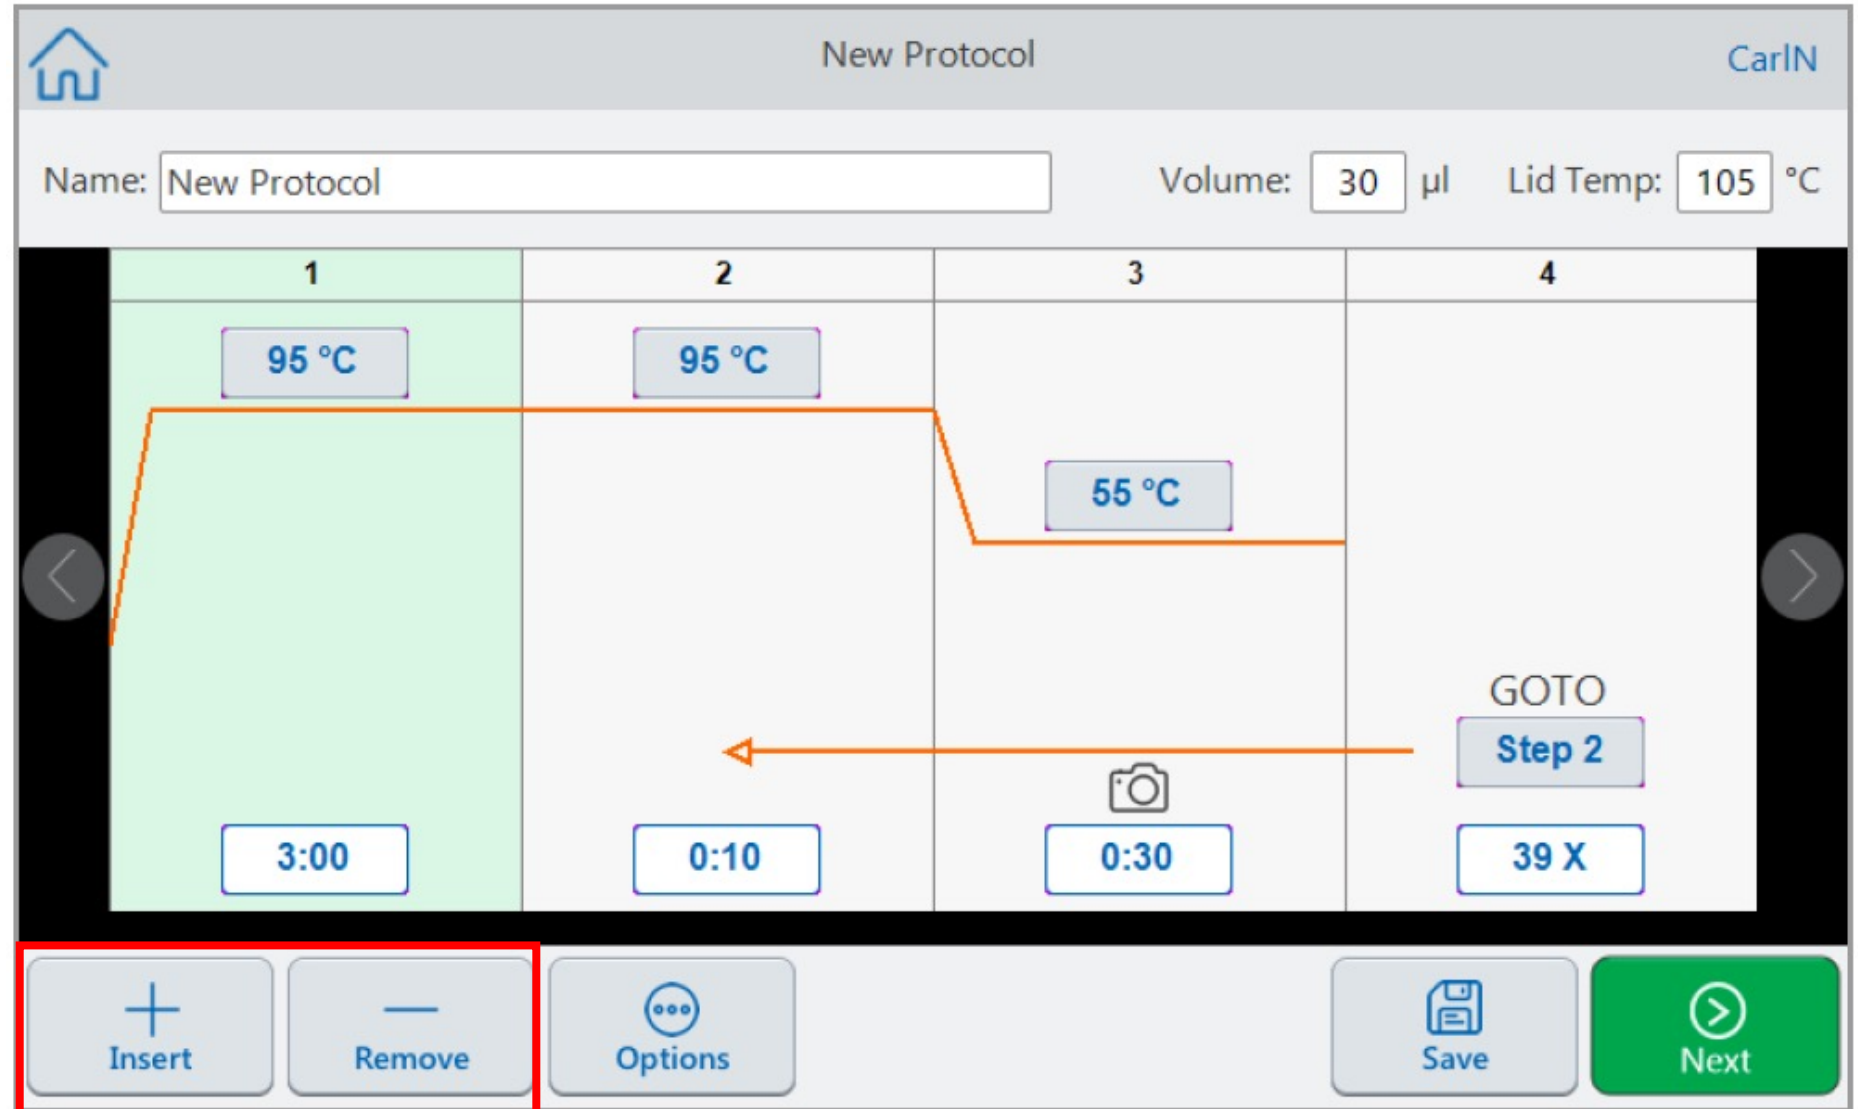 New Protocol
CarlN
Name: New Protocol
Volume: 30 µl
Lid Temp: 105 °C
1
2
3
4
95 °C
95 °C
55 °C
GOTO
Step 2
3:00
0:10
0:30
39 X
Insert
Remove
Options
Save
Next